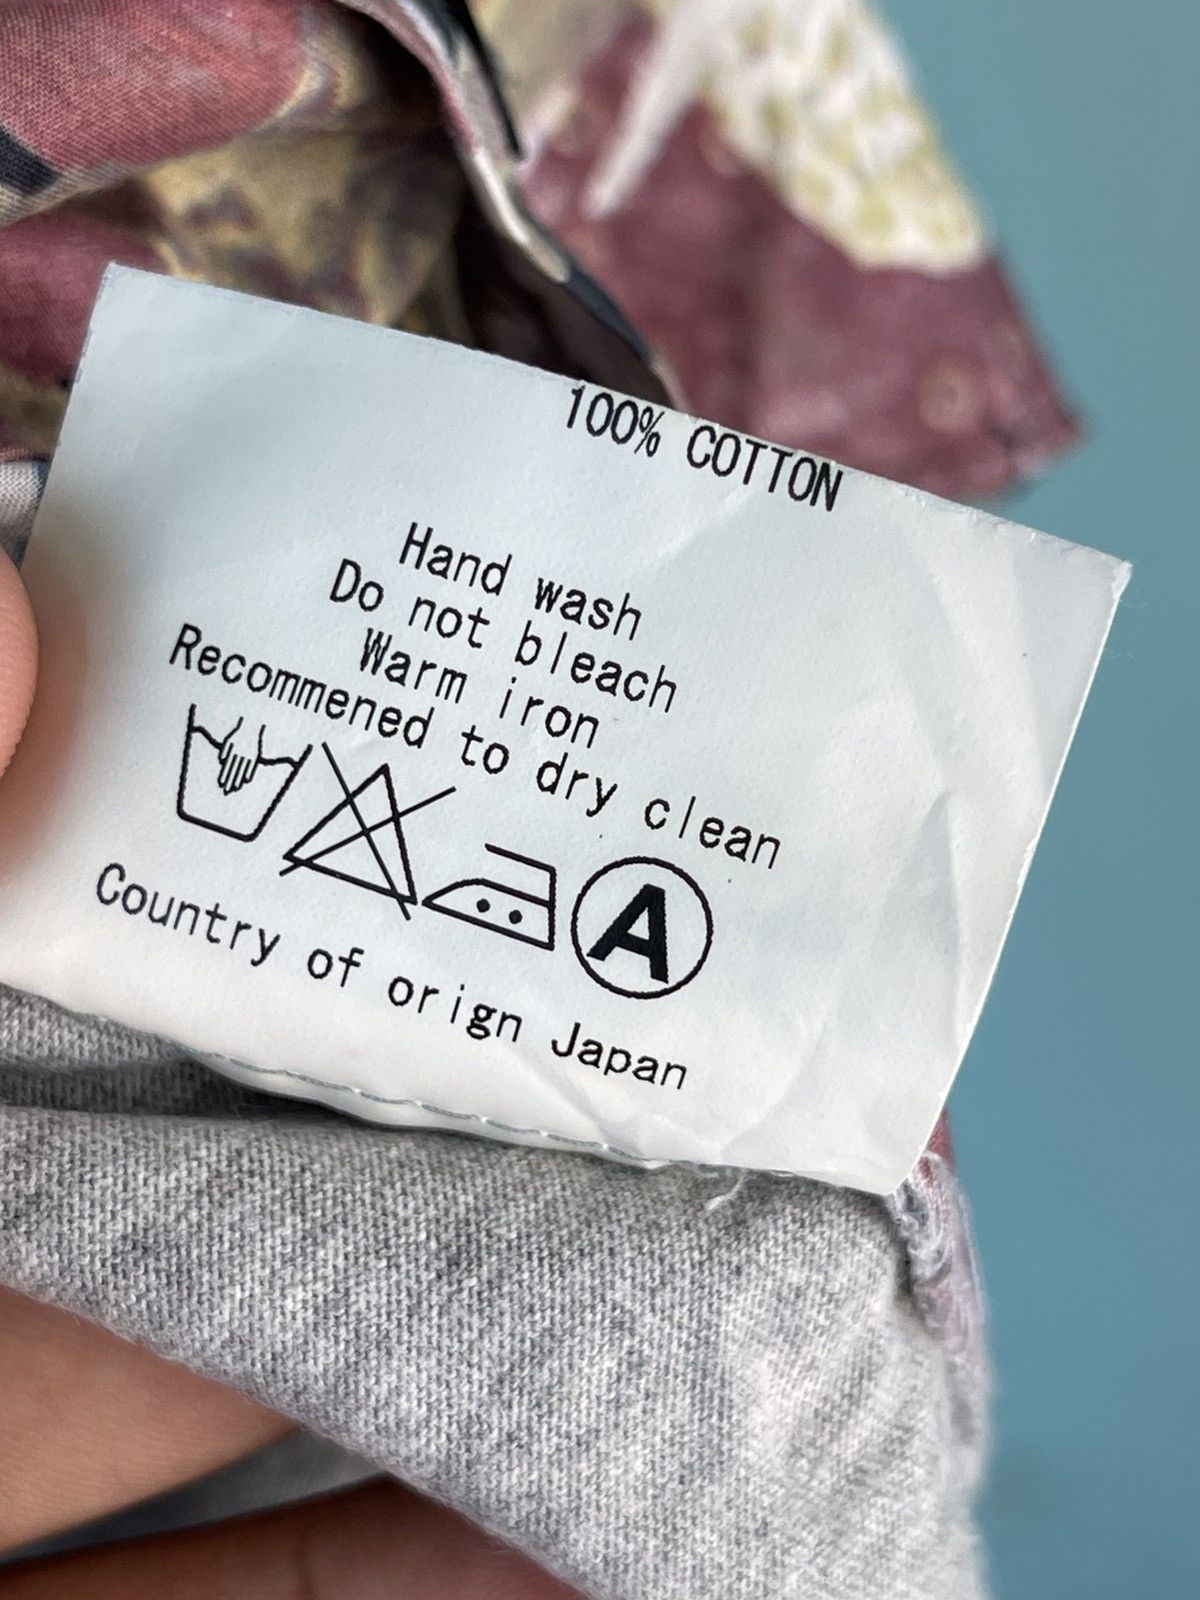 100% COTTON
Hand wash
Do not bleach
Warm iron
Recommened to dry clean
A
Country of orign Japan